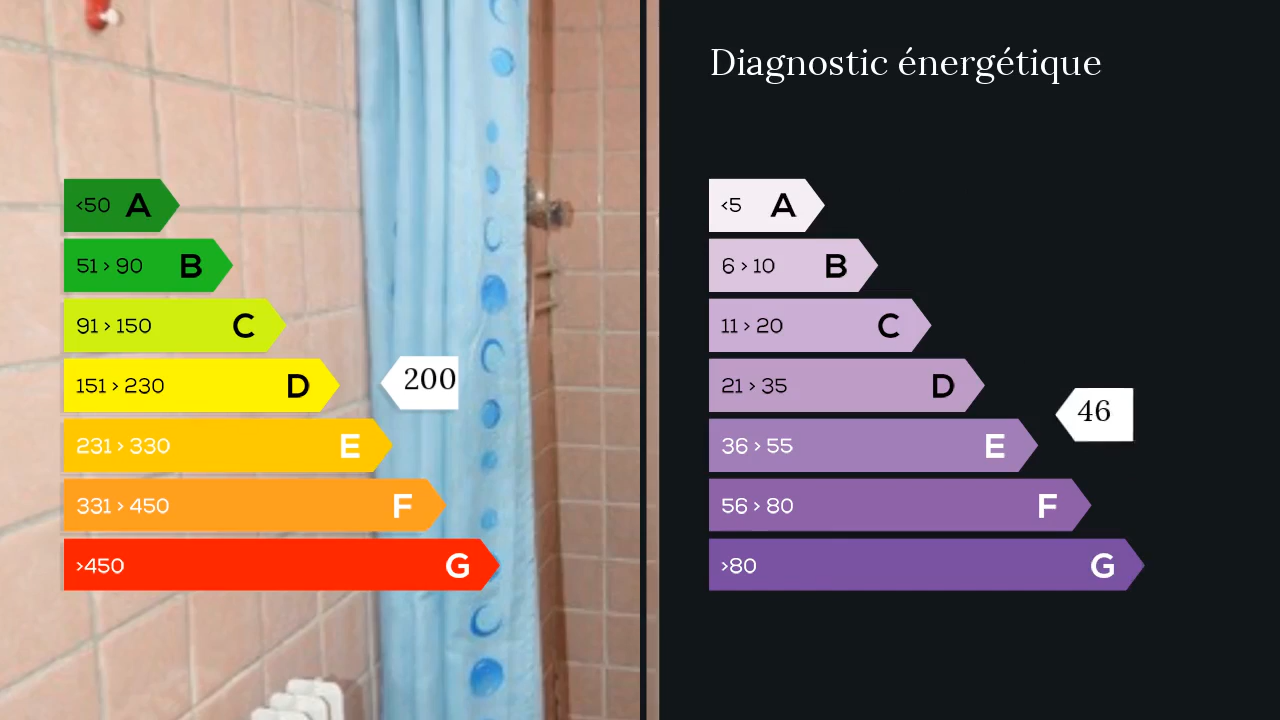 Diagnostic énergétique
<50 A
51 > 90 B
91 > 150 C
151 > 230 D
200
231 > 330 E
331 > 450 F
>450 G
<5 A
6 > 10 B
11 > 20 C
21 > 35 D
46
36 > 55 E
56 > 80 F
>80 G